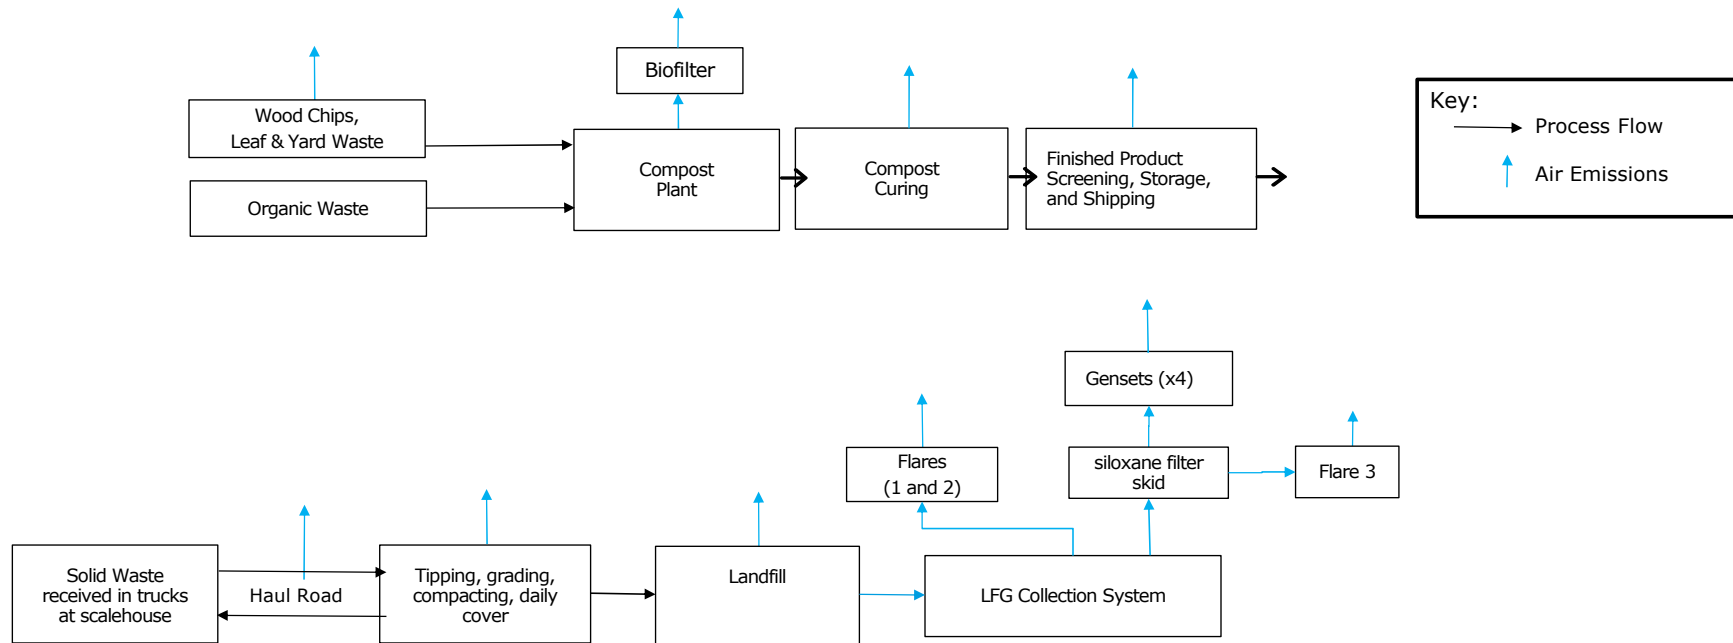 Biofilter
Wood Chips,
Leaf & Yard Waste
Organic Waste
Compost
Plant
Compost
Curing
Finished Product
Screening, Storage,
and Shipping
Key:
Process Flow
Air Emissions
Gensets (x4)
Flares
(1 and 2)
siloxane filter
skid
Flare 3
Solid Waste
received in trucks
at scalehouse
Haul Road
Tipping, grading,
compacting, daily
cover
Landfill
LFG Collection System